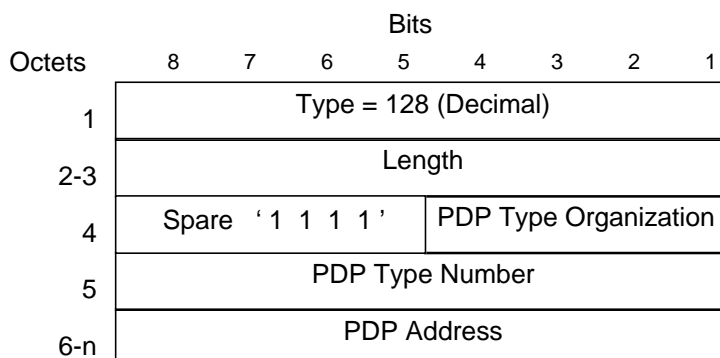 Bits
Octets 8 7 6 5 4 3 2 1
1 Type = 128 (Decimal)
2-3 Length
4 Spare ‘ 1 1 1 1 ’ PDP Type Organization
5 PDP Type Number
6-n PDP Address